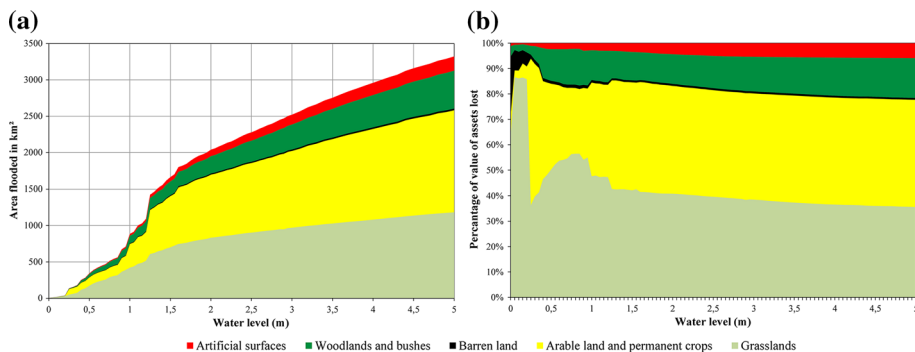 (a)
3500
3000
2500
2000
1500
1000
500
0
Area flooded in km²
0 0,5 1 1,5 2 2,5 3 3,5 4 4,5 5
Water level (m)
(b)
100%
90%
80%
70%
60%
50%
40%
30%
20%
10%
0%
Percantage of value of assets lost
0 0,5 1 1,5 2 2,5 3 3,5 4 4,5 5
Water level (m)
Artificial surfaces Woodlands and bushes Barren land Arable land and permanent crops Grasslands